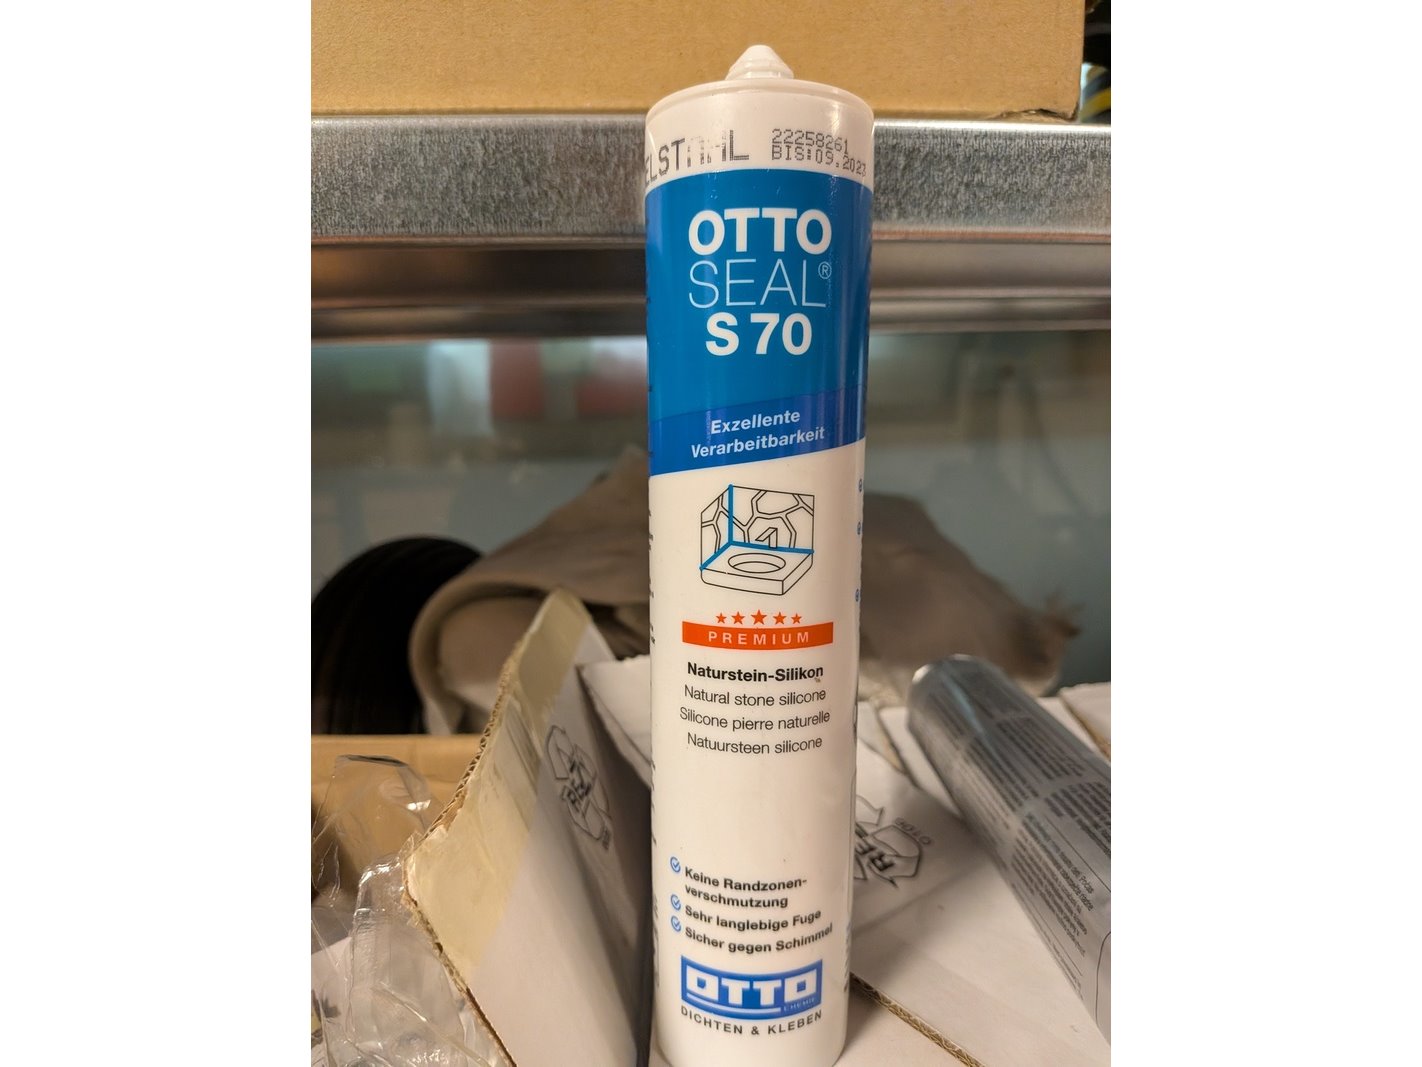 ELSTAHL
22258261
BIS:09.2023
OTTO
SEAL®
S 70
Exzellente
Verarbeitbarkeit
PREMIUM
Naturstein-Silikon
Natural stone silicone
Silicone pierre naturelle
Natuursteen silicone
Keine Randzonen-
verschmutzung
Sehr langlebige Fuge
Sicher gegen Schimmel
OTTO
CHEMIE
DICHTEN & KLEBEN